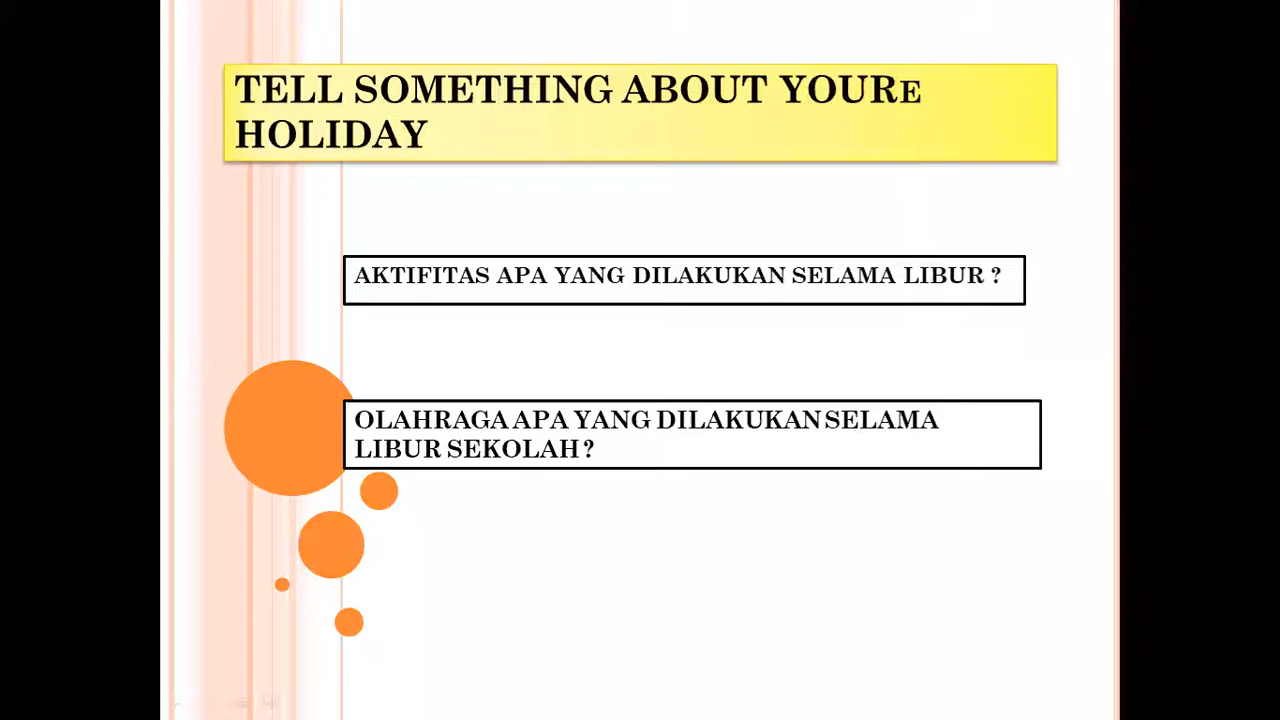 TELL SOMETHING ABOUT YOURE
HOLIDAY
AKTIFITAS APA YANG DILAKUKAN SELAMA LIBUR ?
OLAHRAGA APA YANG DILAKUKAN SELAMA
LIBUR SEKOLAH ?